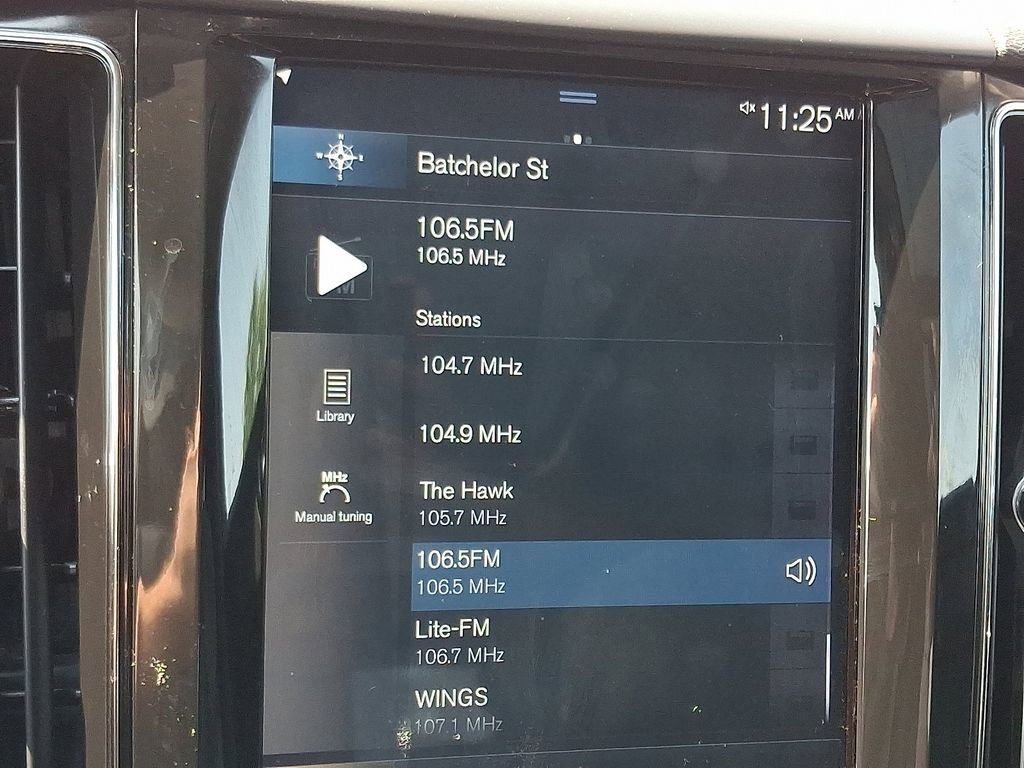 11:25 AM
N
W E
S
Batchelor St
106.5FM
106.5 MHz
Stations
104.7 MHz
Library
104.9 MHz
MHz
Manual tuning
The Hawk
105.7 MHz
106.5FM
106.5 MHz
Lite-FM
106.7 MHz
WINGS
107.1 MHz